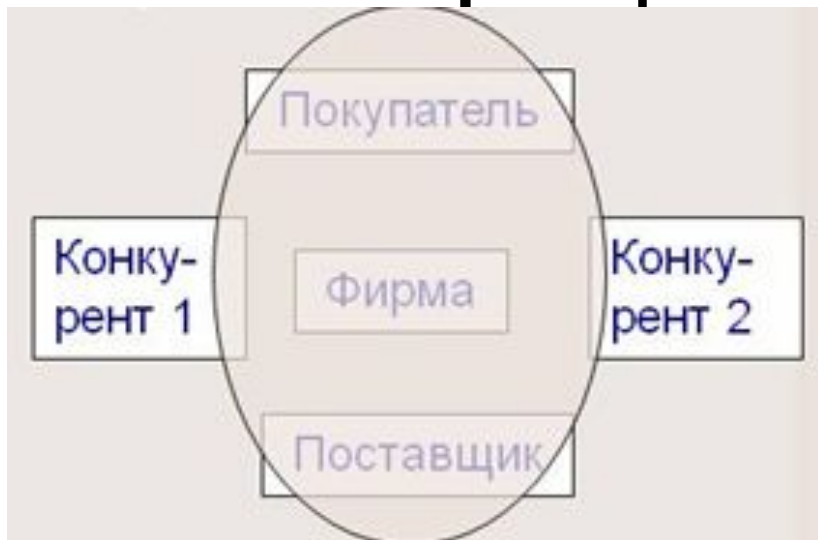 Покупатель
Конку-
рент 1
Фирма
Конку-
рент 2
Поставщик